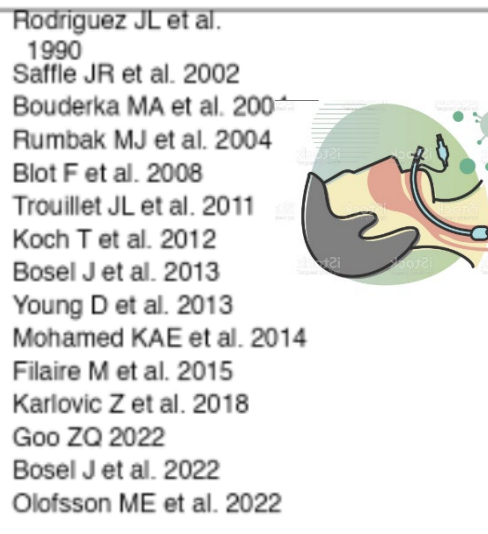 Rodriguez JL et al.
1990
Saffle JR et al. 2002
Bouderka MA et al.
Rumbak MJ et al. 2004
Blot F et al. 2008
Trouillet JL et al. 2011
Koch T et al. 2012
Bosel J et al. 2013
Young D et al. 2013
Mohamed KAE et al. 2014
Filaire M et al. 2015
Karlovic Z et al. 2018
Goo ZQ 2022
Bosel J et al. 2022
Olofsson ME et al. 2022